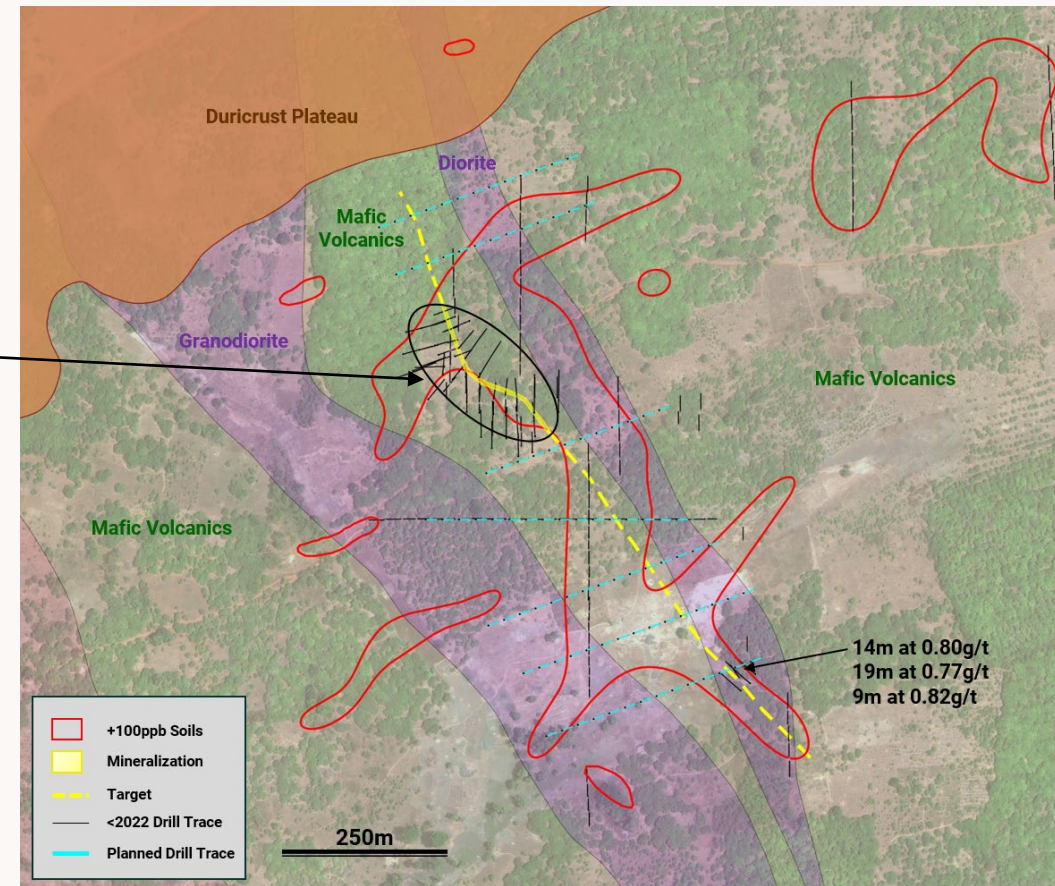 Duricrust Plateau
Diorite
Mafic
Volcanics
Granodiorite
Mafic Volcanics
Mafic Volcanics
14m at 0.80g/t
19m at 0.77g/t
9m at 0.82g/t
+100ppb Soils
Mineralization
Target
<2022 Drill Trace
Planned Drill Trace
250m